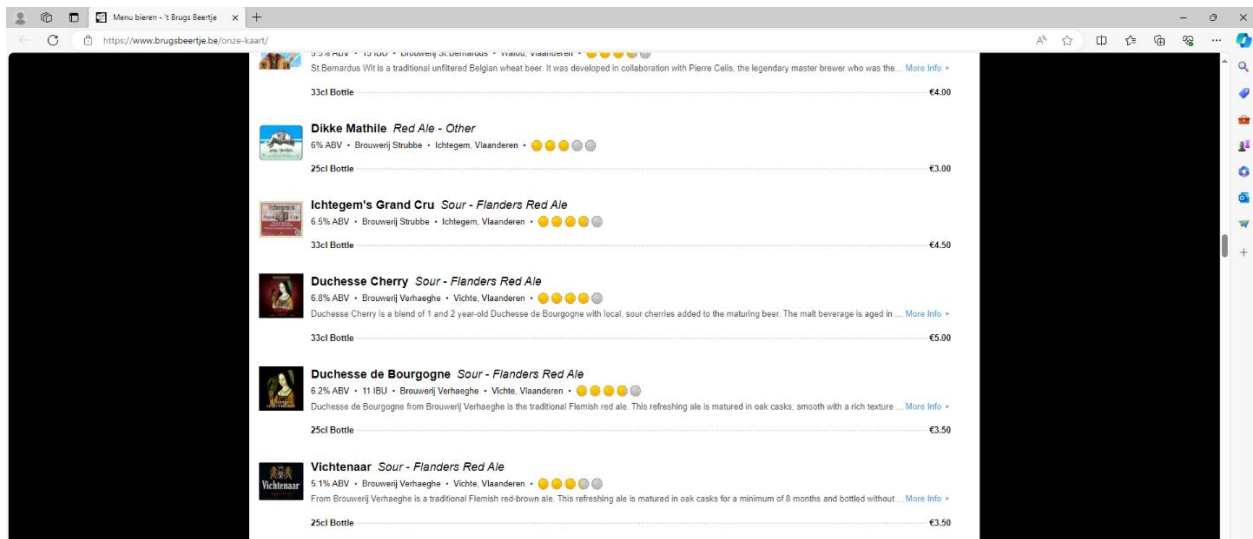 Menu bieren - 't Brugs Beertje
https://www.brugsbeertje.be/onze-kaart/
5.5% ABV • 15 IBU • Brouwerij St.Bernardus • Watou, Vlaanderen •
St.Bernardus Wit is a traditional unfiltered Belgian wheat beer. It was developed in collaboration with Pierre Celis, the legendary master brewer who was the... More Info
33cl Bottle €4.00
Dikke Mathile Red Ale - Other
6% ABV • Brouwerij Strubbe • Ichtegem, Vlaanderen •
25cl Bottle €3.00
Ichtegem's Grand Cru Sour - Flanders Red Ale
6.5% ABV • Brouwerij Strubbe • Ichtegem, Vlaanderen •
33cl Bottle €4.50
Duchesse Cherry Sour - Flanders Red Ale
6.8% ABV • Brouwerij Verhaeghe • Vichte, Vlaanderen •
Duchesse Cherry is a blend of 1 and 2 year-old Duchesse de Bourgogne with local, sour cherries added to the maturing beer. The malt beverage is aged in ... More Info
33cl Bottle €5.00
Duchesse de Bourgogne Sour - Flanders Red Ale
6.2% ABV • 11 IBU • Brouwerij Verhaeghe • Vichte, Vlaanderen •
Duchesse de Bourgogne from Brouwerij Verhaeghe is the traditional Flemish red ale. This refreshing ale is matured in oak casks; smooth with a rich texture ... More Info
25cl Bottle €3.50
Vichtenaar Sour - Flanders Red Ale
Vichtenaar
5.1% ABV • Brouwerij Verhaeghe • Vichte, Vlaanderen •
From Brouwerij Verhaeghe is a traditional Flemish red-brown ale. This refreshing ale is matured in oak casks for a minimum of 8 months and bottled without ... More Info
25cl Bottle €3.50